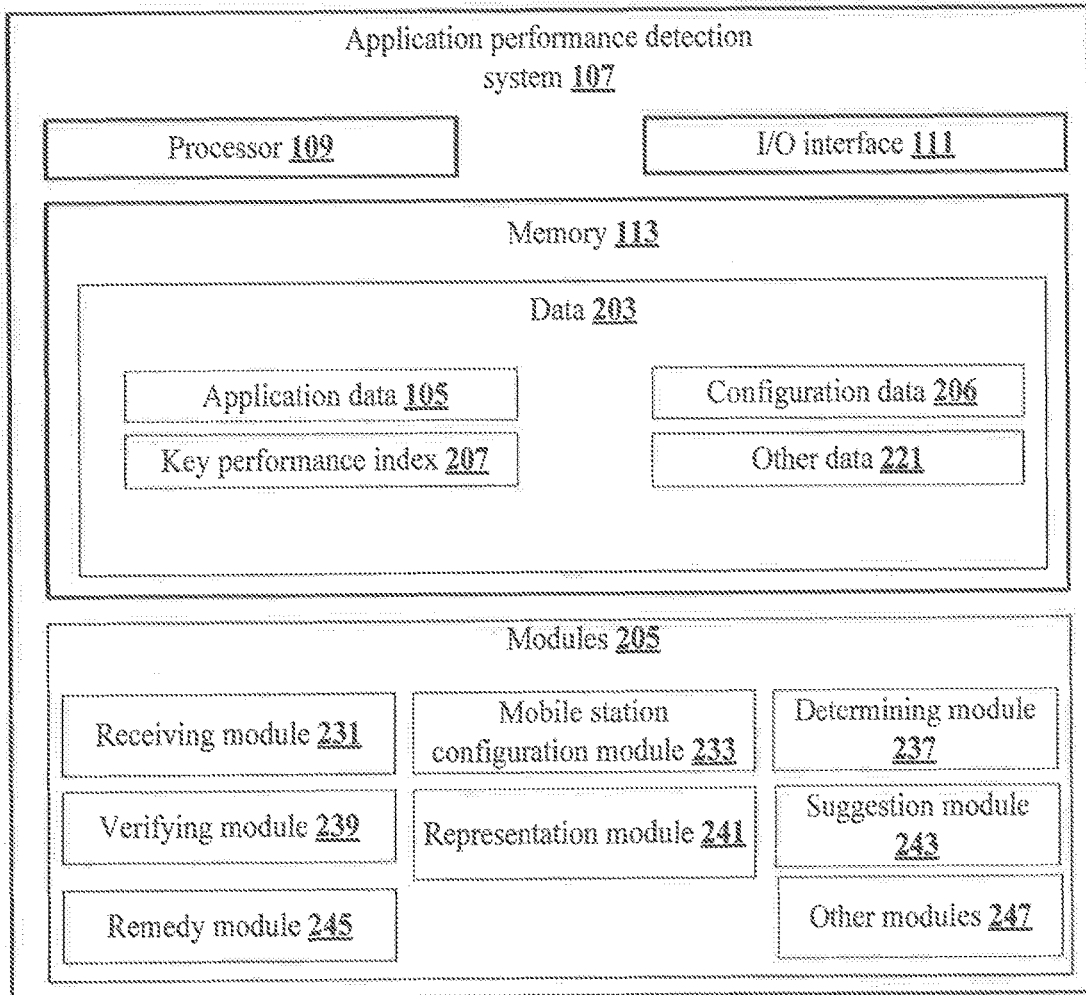 Application performance detection
system 107
Processor 109
I/O interface 111
Memory 113
Data 203
Application data 105
Configuration data 206
Key performance index 207
Other data 221
Modules 205
Receiving module 231
Mobile station
configuration module 233
Determining module
237
Verifying module 239
Representation module 241
Suggestion module
243
Remedy module 245
Other modules 247